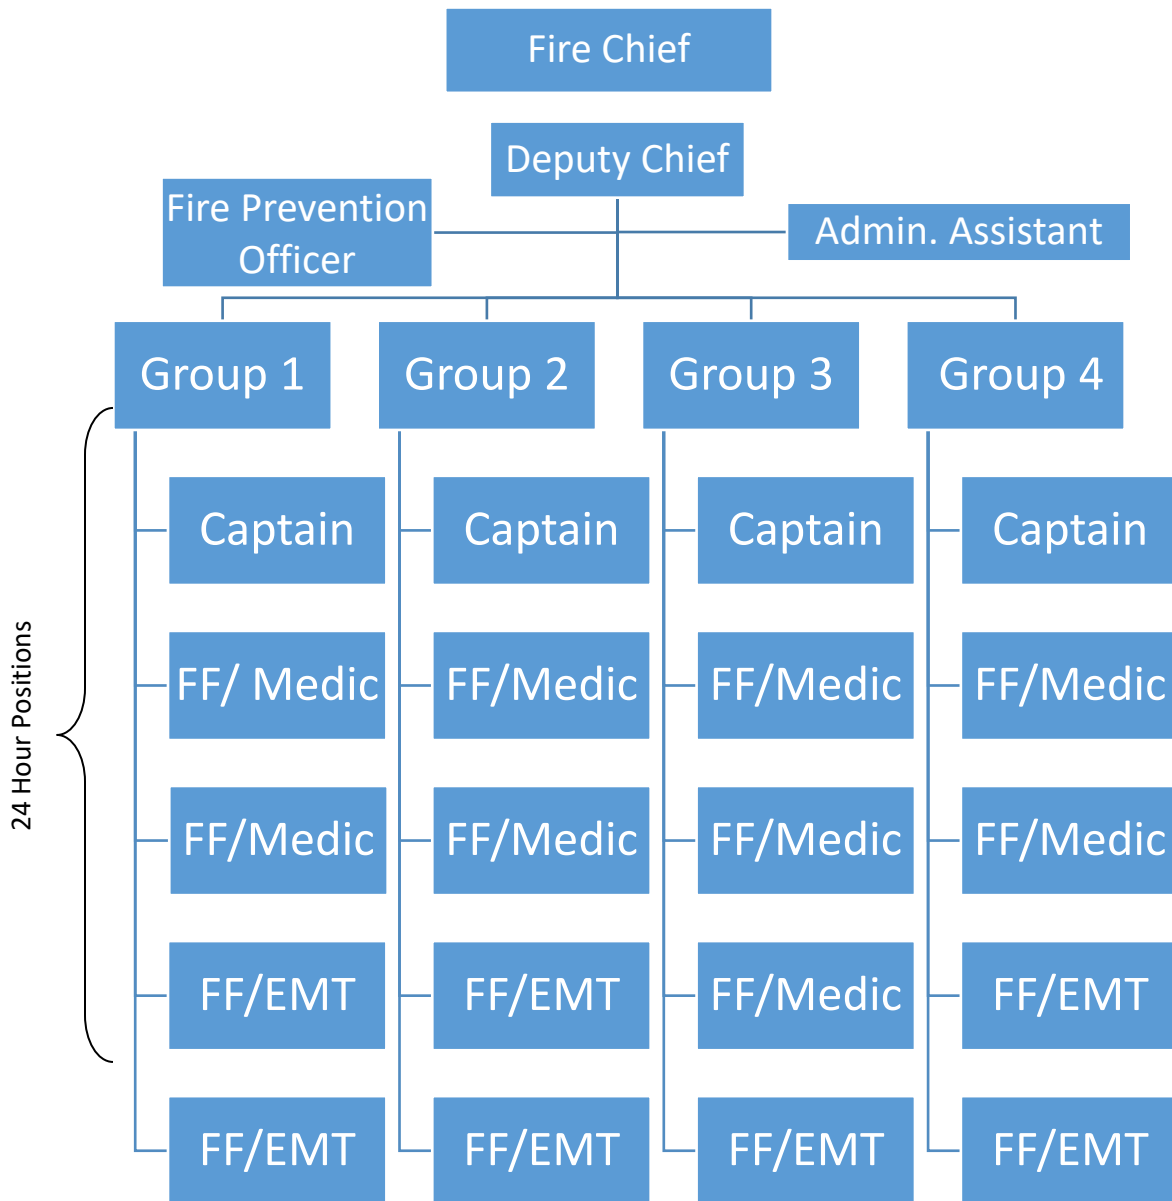 Fire Chief
Deputy Chief
Fire Prevention
Officer
Admin. Assistant
Group 1
Group 2
Group 3
Group 4
24 Hour Positions
Captain
Captain
Captain
Captain
FF/ Medic
FF/Medic
FF/Medic
FF/Medic
FF/Medic
FF/Medic
FF/Medic
FF/Medic
FF/EMT
FF/EMT
FF/Medic
FF/EMT
FF/EMT
FF/EMT
FF/EMT
FF/EMT